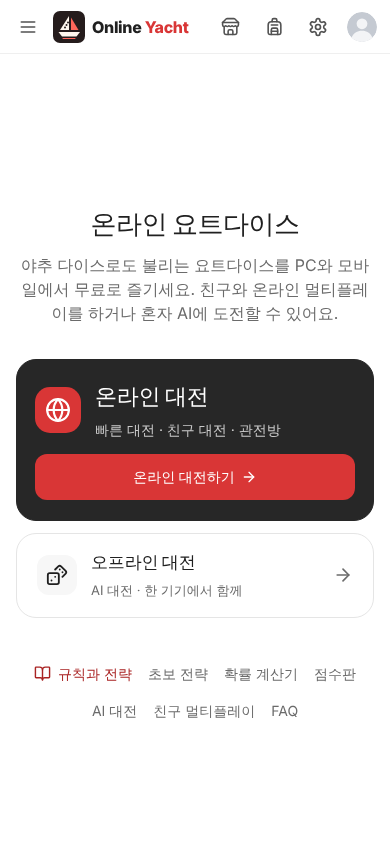 Online Yacht
온라인 요트다이스
야추 다이스로도 불리는 요트다이스를 PC와 모바
일에서 무료로 즐기세요. 친구와 온라인 멀티플레
이를 하거나 혼자 AI에 도전할 수 있어요.
온라인 대전
빠른 대전 · 친구 대전 · 관전방
온라인 대전하기
오프라인 대전
AI 대전 · 한 기기에서 함께
규칙과 전략 초보 전략 확률 계산기 점수판
AI 대전 친구 멀티플레이 FAQ